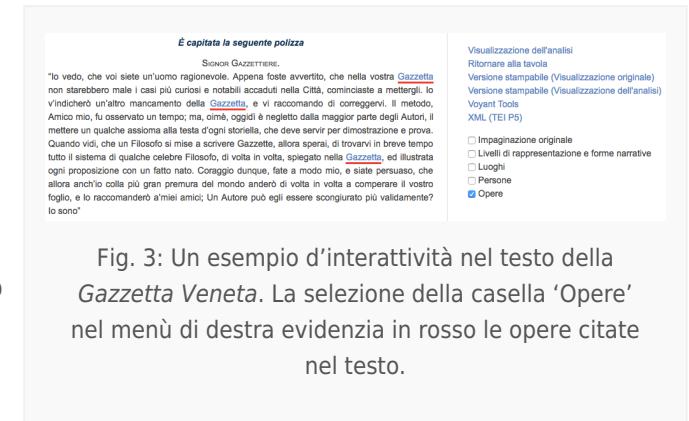 È capitata la seguente polizza
Signor Gazzettiere.
"Io vedo, che voi siete un'uomo ragionevole. Appena foste avvertito, che nella vostra Gazzetta
non starebbero male i casi più curiosi e notabili accaduti nella Città, cominciaste a mettergli. Io
v'indicherò un'altro mancamento della Gazzetta, e vi raccomando di correggervi. Il metodo,
Amico mio, fu osservato un tempo; ma, oimè, oggidì è negletto dalla maggior parte degli Autori, il
mettere un qualche assioma alla testa d'ogni storiella, che deve servir per dimostrazione e prova.
Quando vidi, che un Filosofo si mise a scrivere Gazzette, allora sperai, di trovarvi in breve tempo
tutto il sistema di qualche celebre Filosofo, di volta in volta, spiegato nella Gazzetta, ed illustrata
ogni proposizione con un fatto nato. Coraggio dunque, fate a modo mio, e siate persuaso, che
allora anch'io colla più gran premura del mondo anderò di volta in volta a comperare il vostro
foglio, e lo raccomanderò a'miei amici; Un Autore può egli essere scongiurato più validamente?
Io sono"
Visualizzazione dell'analisi
Ritornare alla tavola
Versione stampabile (Visualizzazione originale)
Versione stampabile (Visualizzazione dell'analisi)
Voyant Tools
XML (TEI P5)
Impaginazione originale
Livelli di rappresentazione e forme narrative
Luoghi
Persone
Opere
Fig. 3: Un esempio d'interattività nel testo della
Gazzetta Veneta. La selezione della casella 'Opere'
nel menù di destra evidenzia in rosso le opere citate
nel testo.